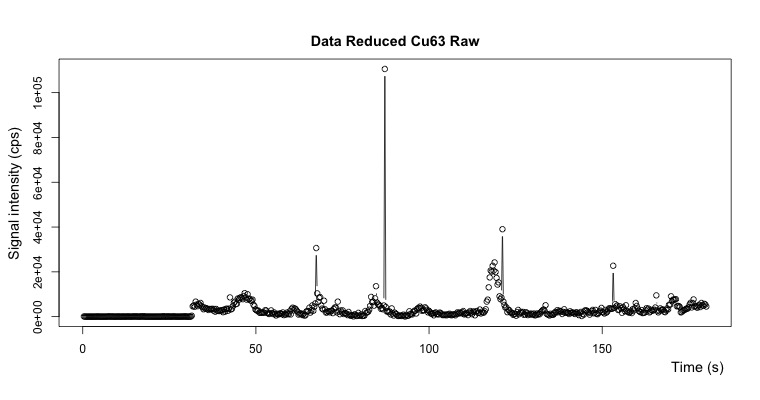 Data Reduced Cu63 Raw
Signal intensity (cps)
1e+05
8e+04
6e+04
4e+04
2e+04
0e+00
0 50 100 150
Time (s)